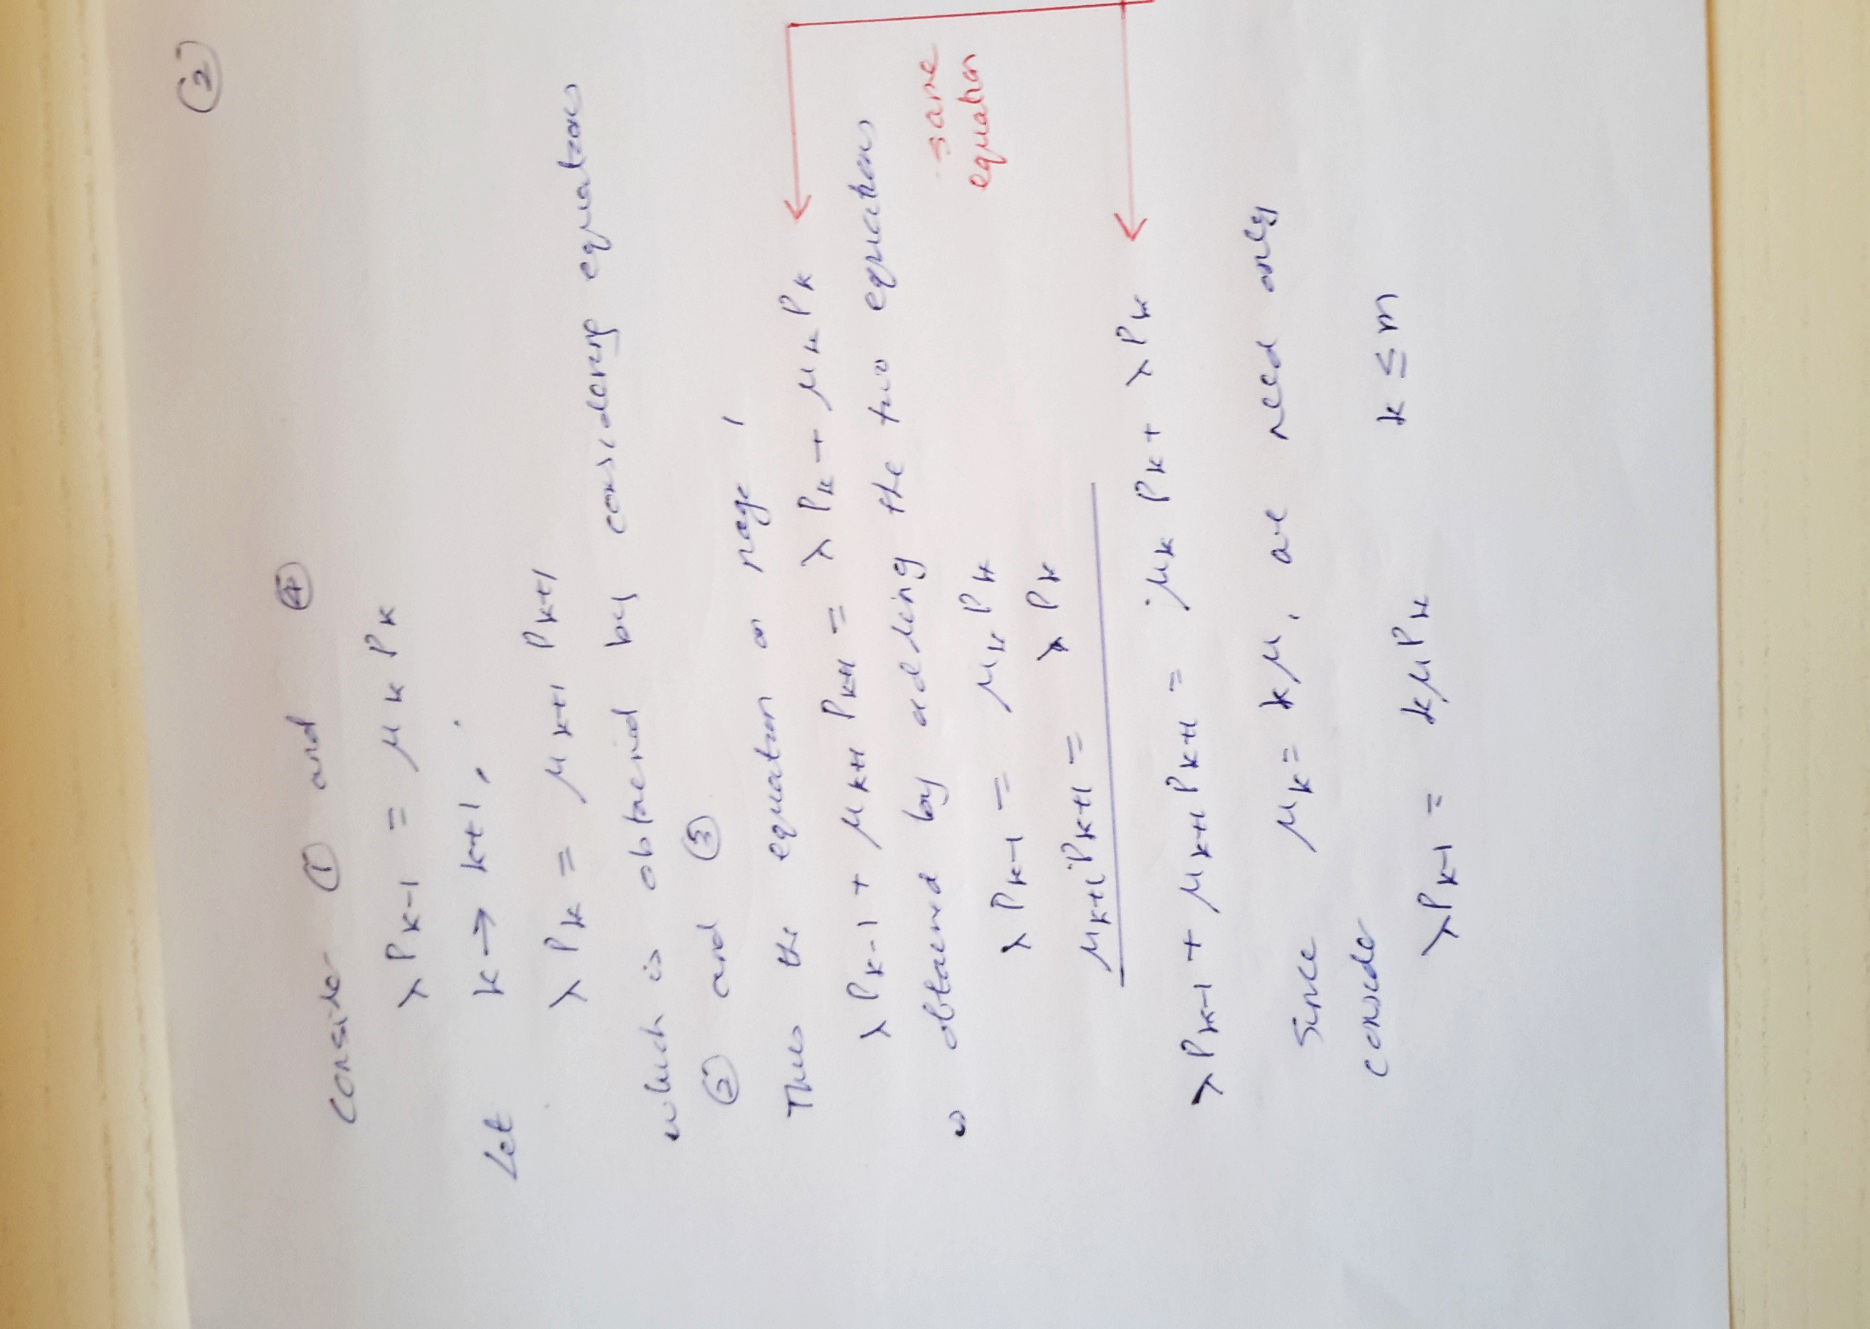 ②
Consider ① and ④
λ P_{k-1} = μ_k P_k
Let k → k+1,
λ P_k = μ_{k+1} P_{k+1}
which is obtained by considering equations
② and ③
Thus the equation on page 1
λ P_{k-1} + μ_{k+1} P_{k+1} = λ P_k + μ_k P_k
is obtained by adding the two equations
same
equation
λ P_{k-1} = μ_k P_k
μ_{k+1} P_{k+1} = λ P_k
λ P_{k-1} + μ_{k+1} P_{k+1} = μ_k P_k + λ P_k
Since μ_k = kμ, we need only
consider
λ P_{k-1} = kμ P_k k ≤ m